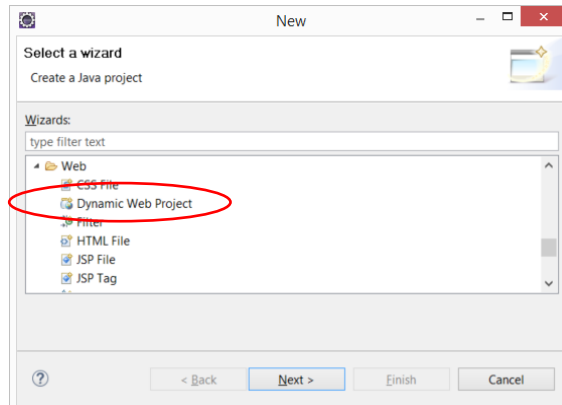 New
Select a wizard
Create a Java project
Wizards:
type filter text
Web
CSS File
Dynamic Web Project
Filter
HTML File
JSP File
JSP Tag
< Back
Next >
Finish
Cancel